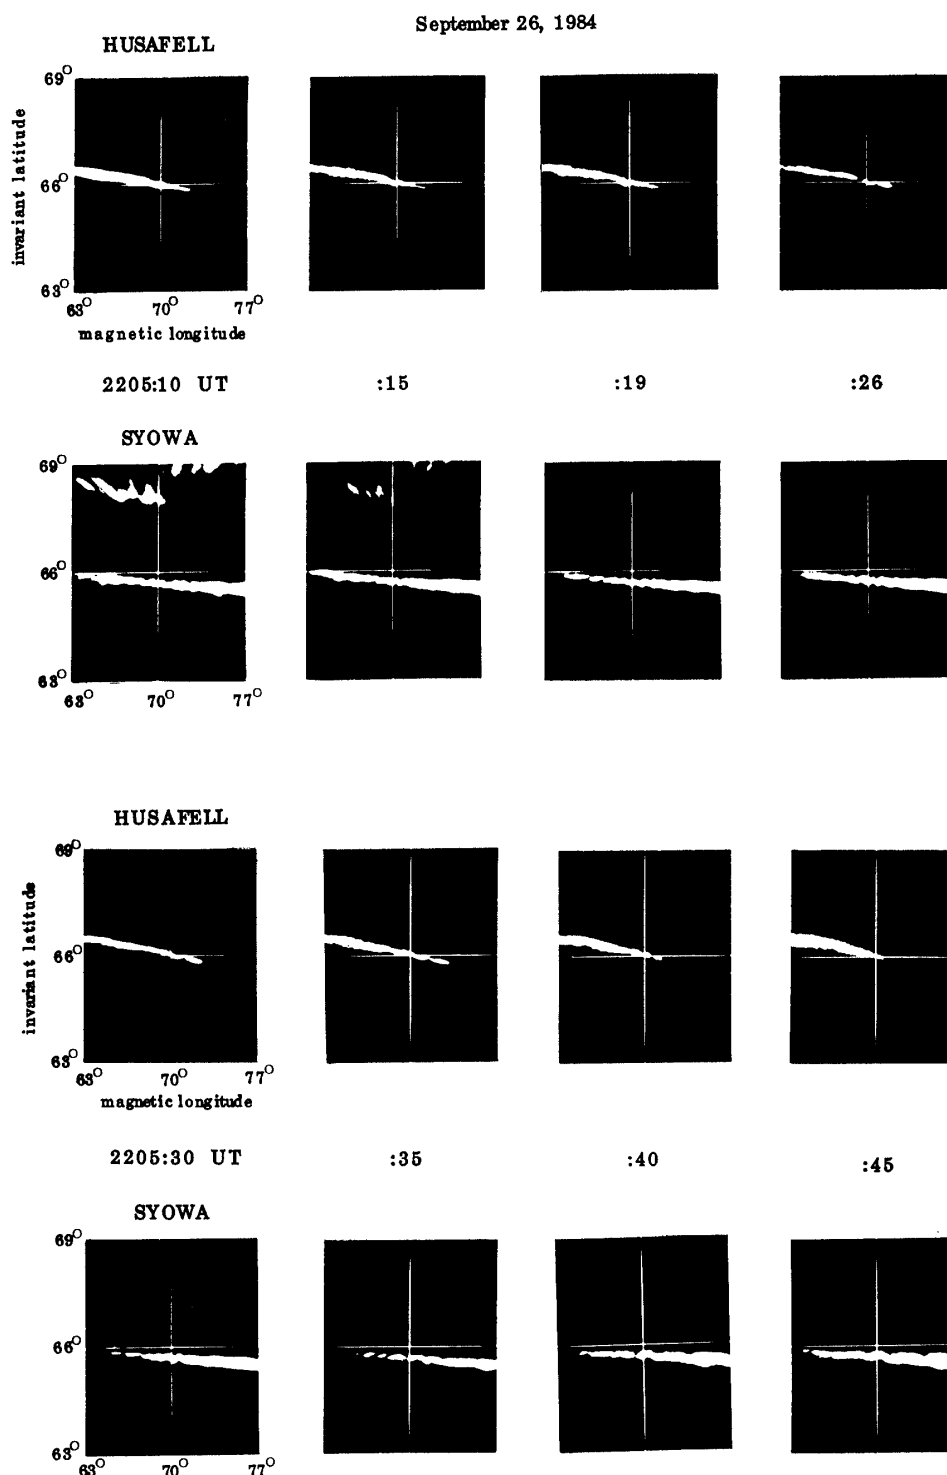 September 26, 1984
HUSAFELL
69°
66°
63°
invariant latitude
63° 70° 77°
magnetic longitude
2205:10 UT :15 :19 :26
SYOWA
69°
66°
63°
63° 70° 77°
HUSAFELL
69°
66°
63°
invariant latitude
63° 70° 77°
magnetic longitude
2205:30 UT :35 :40 :45
SYOWA
69°
66°
63°
63° 70° 77°